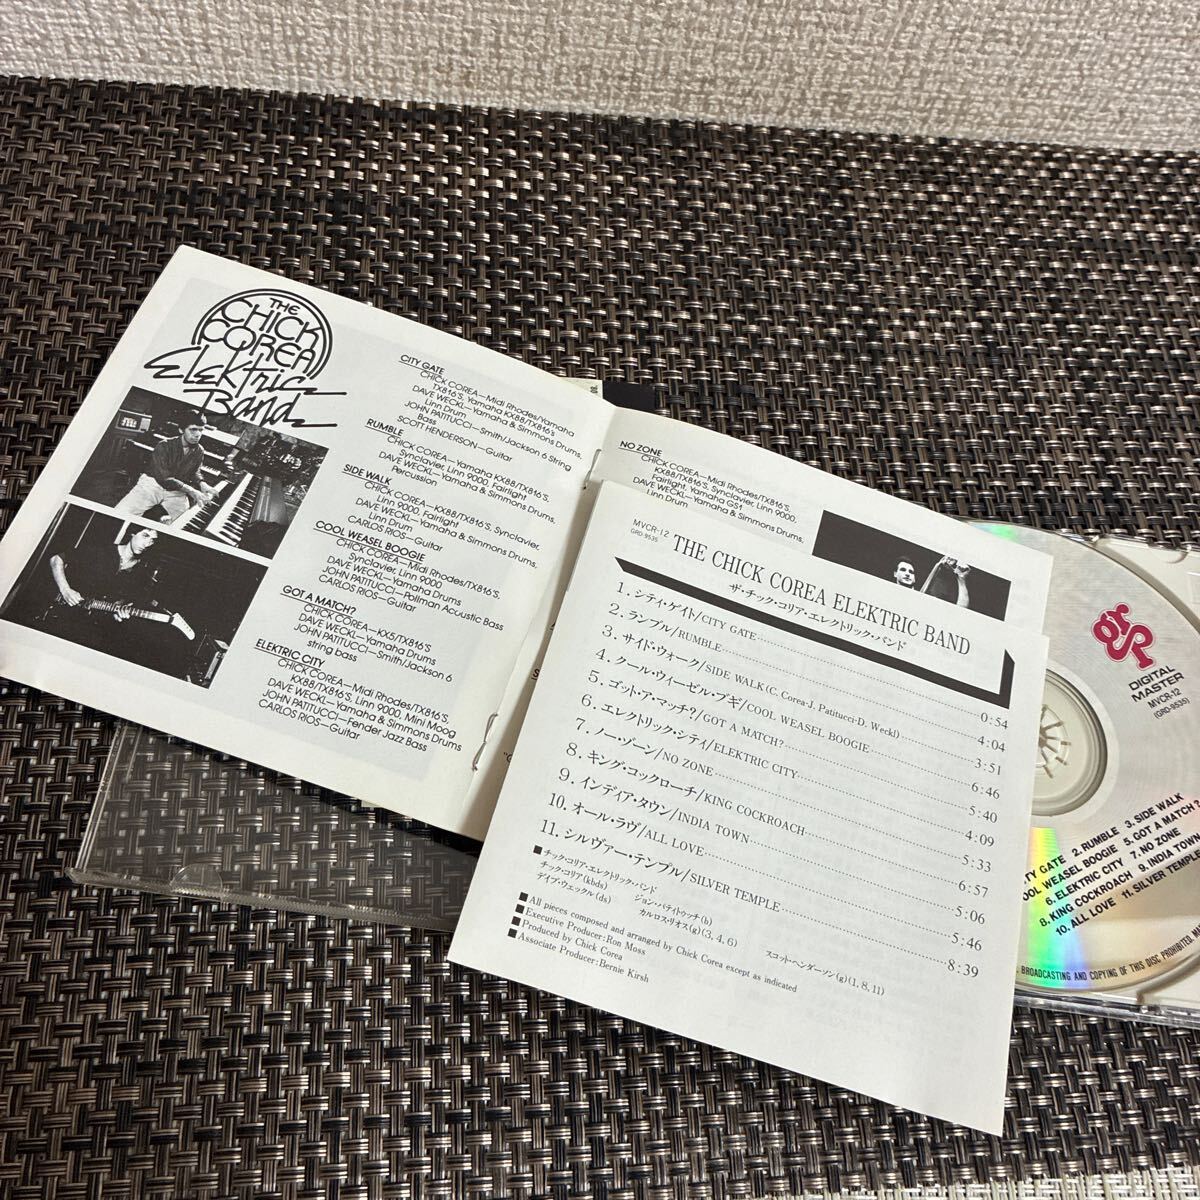 THE
CHICK
COREA
ELEKTRIC
BAND
CITY GATE
CHICK COREA—Midi Rhodes/Yamaha
TX816'S, Yamaha KX88/TX816's
DAVE WECKL—Yamaha & Simmons Drums,
Linn Drum
JOHN PATITUCCI—Smith/Jackson 6 String
Bass
SCOTT HENDERSON—Guitar
RUMBLE
CHICK COREA—Yamaha KX88/TX816'S,
Synclavier, Linn 9000, Fairlight
DAVE WECKL—Yamaha & Simmons Drums,
Percussion
SIDE WALK
CHICK COREA—KX88/TX816'S, Synclavier,
Linn 9000, Fairlight
DAVE WECKL—Yamaha & Simmons Drums,
Linn Drum
CARLOS RIOS—Guitar
COOL WEASEL BOOGIE
CHICK COREA—Midi Rhodes/TX816'S,
Synclavier, Linn 9000
DAVE WECKL—Yamaha Drums
JOHN PATITUCCI—Pollman Acoustic Bass
CARLOS RIOS—Guitar
GOT A MATCH?
CHICK COREA—KX5/TX816'S
DAVE WECKL—Yamaha Drums
JOHN PATITUCCI—Smith/Jackson 6
string bass
ELEKTRIC CITY
CHICK COREA—Midi Rhodes/TX816'S,
KX88/TX816'S, Linn 9000, Mini Moog
DAVE WECKL—Yamaha & Simmons Drums
JOHN PATITUCCI—Fender Jazz Bass
CARLOS RIOS—Guitar
NO ZONE
CHICK COREA—Midi Rhodes/TX816'S,
KX88/TX816'S, Synclavier, Linn 9000,
Fairlight, Yamaha GS1
DAVE WECKL—Yamaha & Simmons Drums,
Linn Drum
MVCR-12
GRD-9535
THE CHICK COREA ELEKTRIC BAND
ザ・チック・コリア・エレクトリック・バンド
1. シティ・ゲイト/CITY GATE 0:54
2. ランブル/RUMBLE 4:04
3. サイド・ウォーク/SIDE WALK (C. Corea-J. Patitucci-D. Weckl) 3:51
4. クール・ウィーゼル・ブギ/COOL WEASEL BOOGIE 6:46
5. ゴット・ア・マッチ?/GOT A MATCH? 5:40
6. エレクトリック・シティ/ELEKTRIC CITY 4:09
7. ノー・ゾーン/NO ZONE 5:33
8. キング・コックローチ/KING COCKROACH 6:57
9. インディア・タウン/INDIA TOWN 5:06
10. オール・ラヴ/ALL LOVE 5:46
11. シルヴァー・テンプル/SILVER TEMPLE 8:39
■チック・コリア・エレクトリック・バンド
チック・コリア(kbds) ジョン・パティトゥッチ(b)
デイブ・ウェックル(ds) カルロス・リオス(g)(3, 4, 6) スコット・ヘンダーソン(g)(1, 8, 11)
■All pieces composed and arranged by Chick Corea except as indicated
■Executive Producer:Ron Moss
■Produced by Chick Corea
■Associate Producer:Bernie Kirsh
grp
DIGITAL
MASTER
MVCR-12
(GRD-9535)
CITY GATE 2. RUMBLE 3. SIDE WALK
COOL WEASEL BOOGIE 5. GOT A MATCH ?
6. ELEKTRIC CITY 7. NO ZONE
8. KING COCKROACH 9. INDIA TOWN
10. ALL LOVE 11. SILVER TEMPLE
BROADCASTING AND COPYING OF THIS DISC PROHIBITED